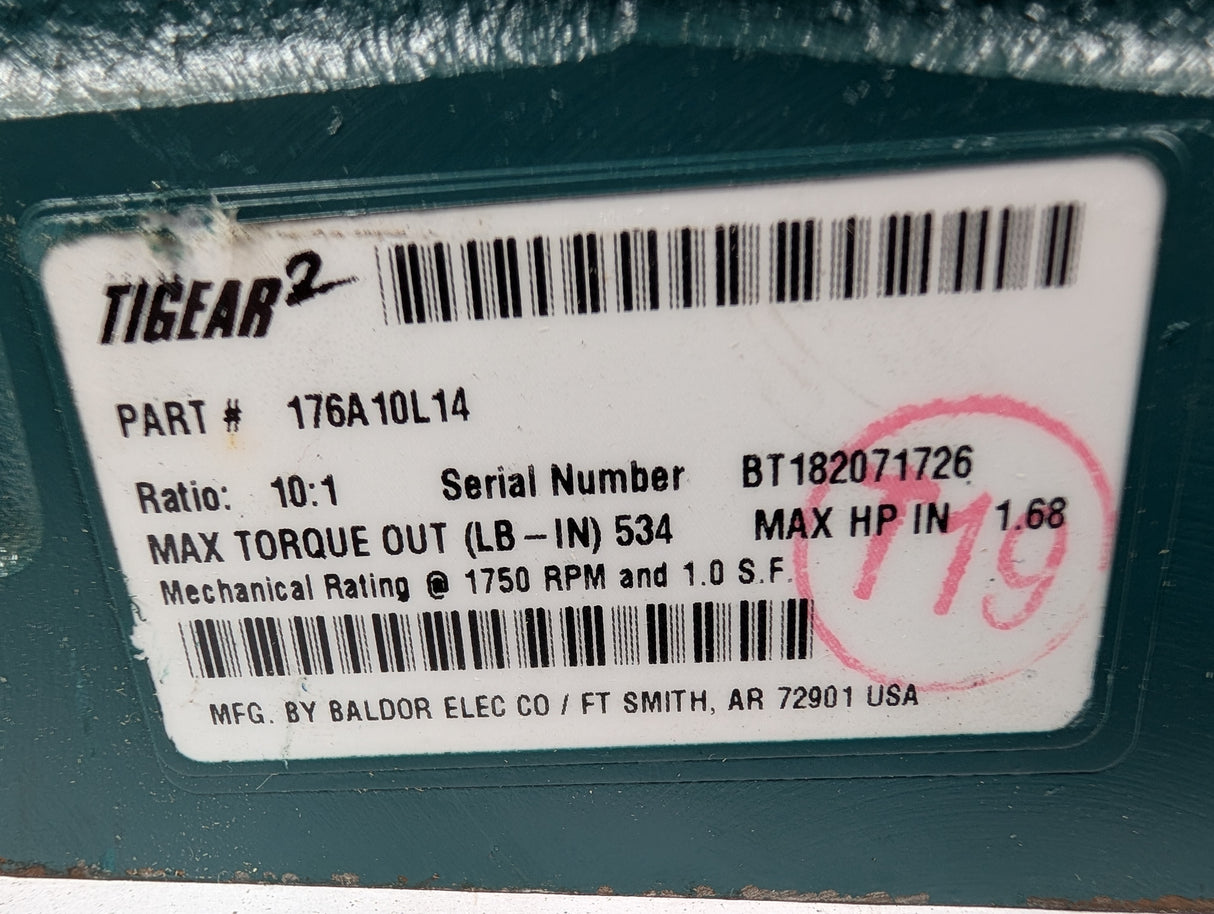 TIGEAR2
PART # 176A10L14
Ratio: 10:1 Serial Number BT182071726
MAX TORQUE OUT (LB-IN) 534 MAX HP IN 1.68
Mechanical Rating @ 1750 RPM and 1.0 S.F.
T19
MFG. BY BALDOR ELEC CO / FT SMITH, AR 72901 USA